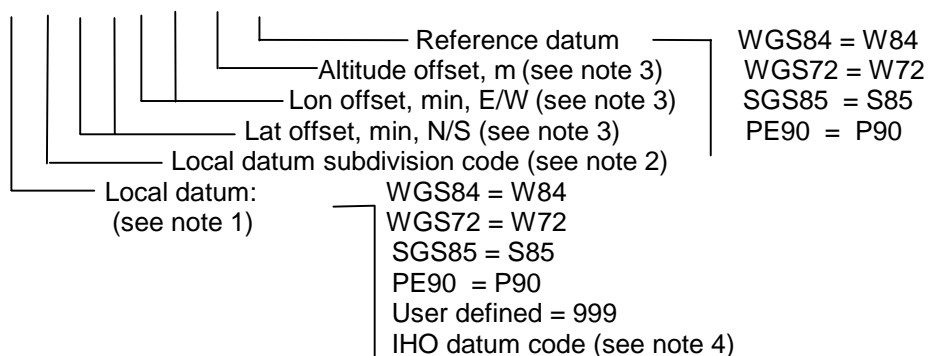 Reference datum WGS84 = W84
Altitude offset, m (see note 3) WGS72 = W72
Lon offset, min, E/W (see note 3) SGS85 = S85
Lat offset, min, N/S (see note 3) PE90 = P90
Local datum subdivision code (see note 2)
Local datum: WGS84 = W84
(see note 1) WGS72 = W72
SGS85 = S85
PE90 = P90
User defined = 999
IHO datum code (see note 4)